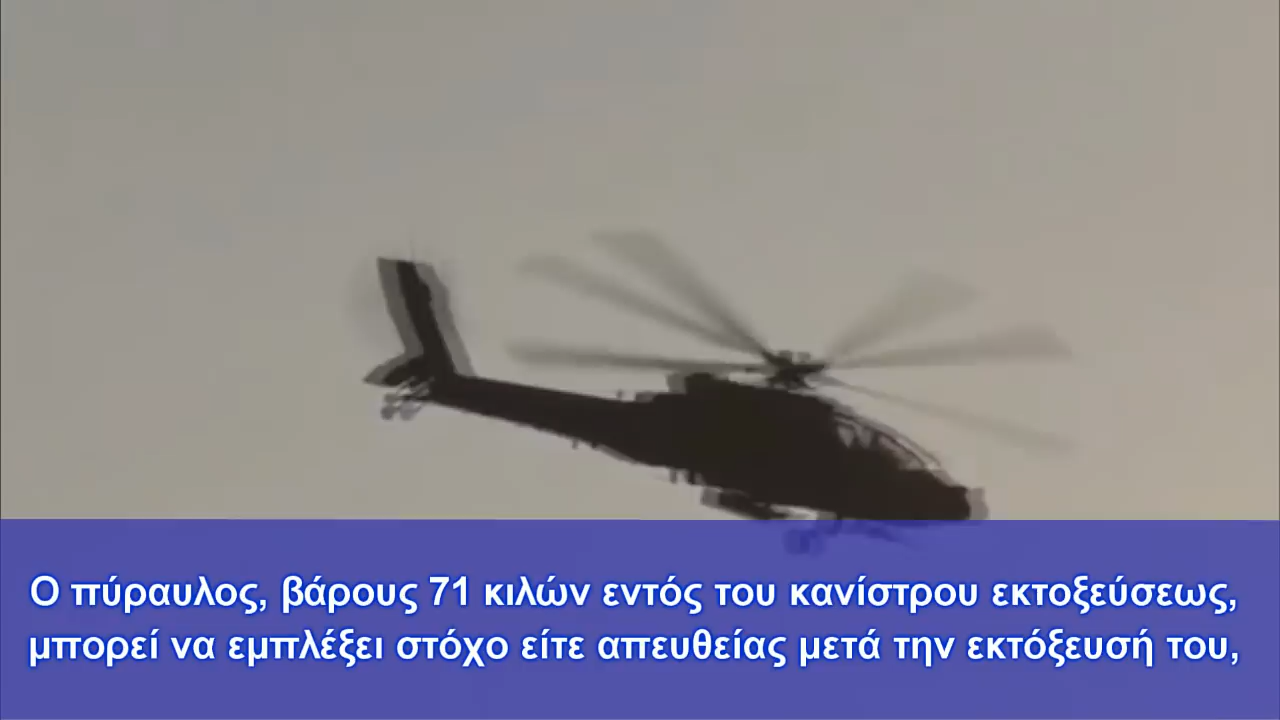 Ο πύραυλος, βάρους 71 κιλών εντός του κανίστρου εκτοξεύσεως,
μπορεί να εμπλέξει στόχο είτε απευθείας μετά την εκτόξευσή του,